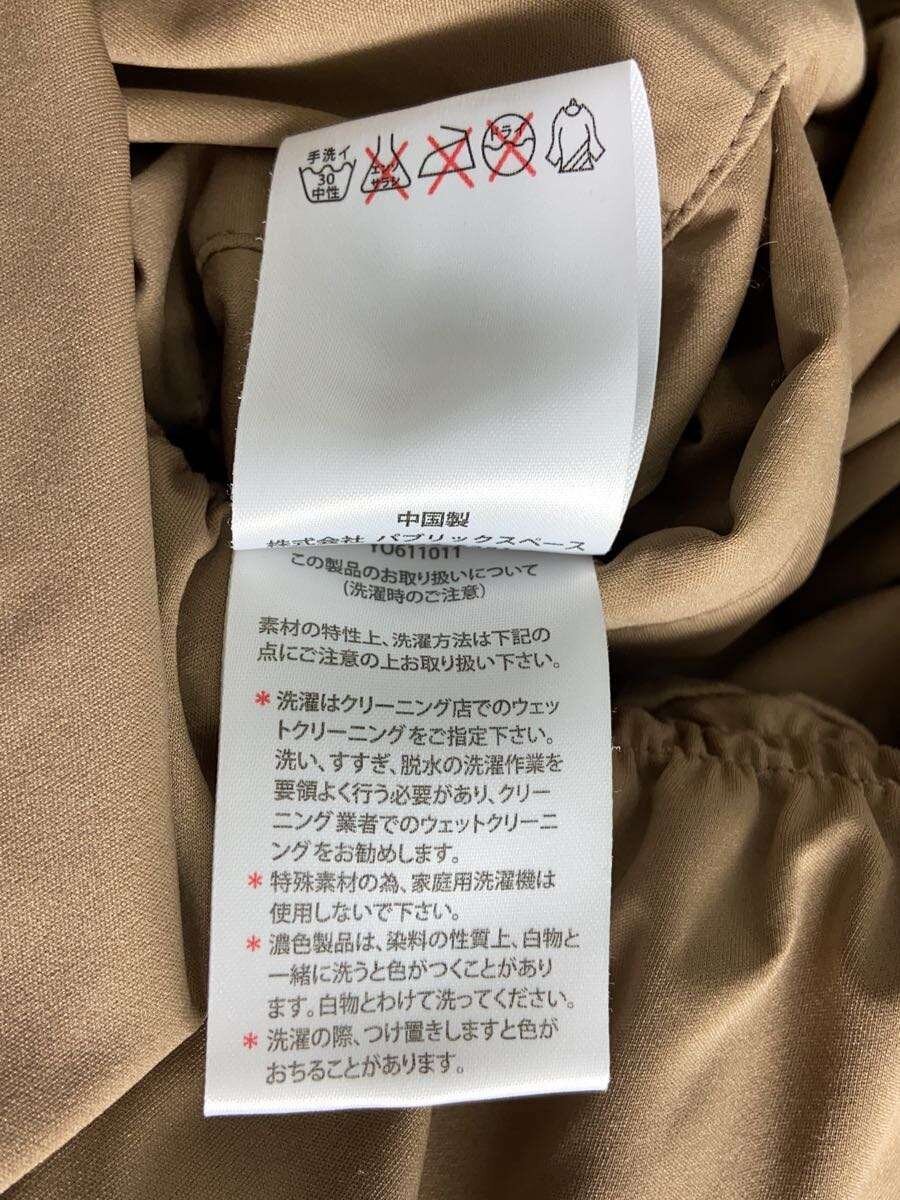 手洗イ
30
中性
エンソ
サラシ
ドライ
中国製
株式会社 パブリックスペース
YU611011
この製品のお取り扱いについて
(洗濯時のご注意)
素材の特性上、洗濯方法は下記の
点にご注意の上お取り扱い下さい。
* 洗濯はクリーニング店でのウェッ
トクリーニングをご指定下さい。
洗い、すすぎ、脱水の洗濯作業を
要領よく行う必要があり、クリー
ニング業者でのウェットクリーニ
ングをお勧めします。
* 特殊素材の為、家庭用洗濯機は
使用しないで下さい。
* 濃色製品は、染料の性質上、白物と
一緒に洗うと色がつくことがあり
ます。白物とわけて洗ってください。
* 洗濯の際、つけ置きしますと色が
おちることがあります。